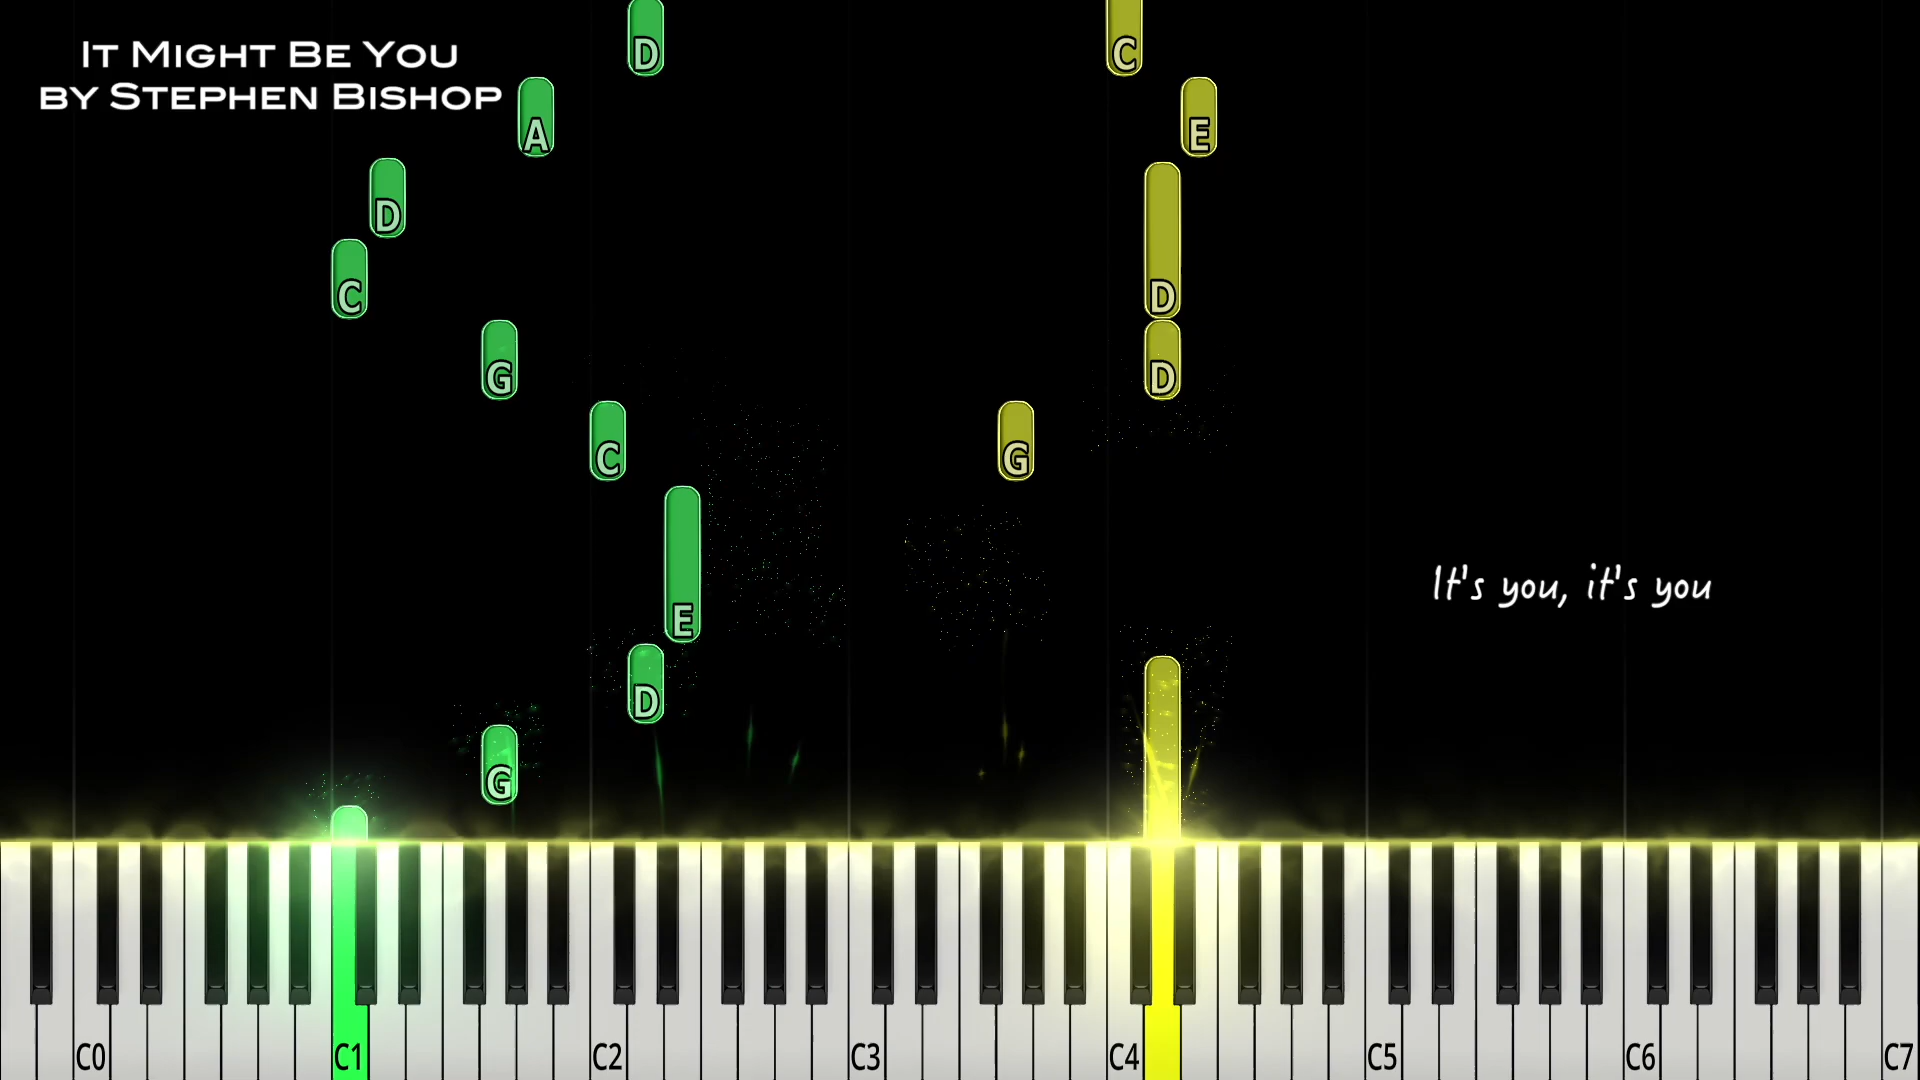 It Might Be You
by Stephen Bishop
D
C
A
E
D
C
D
G
D
C
G
E
D
G
It's you, it's you
C0
C1
C2
C3
C4
C5
C6
C7